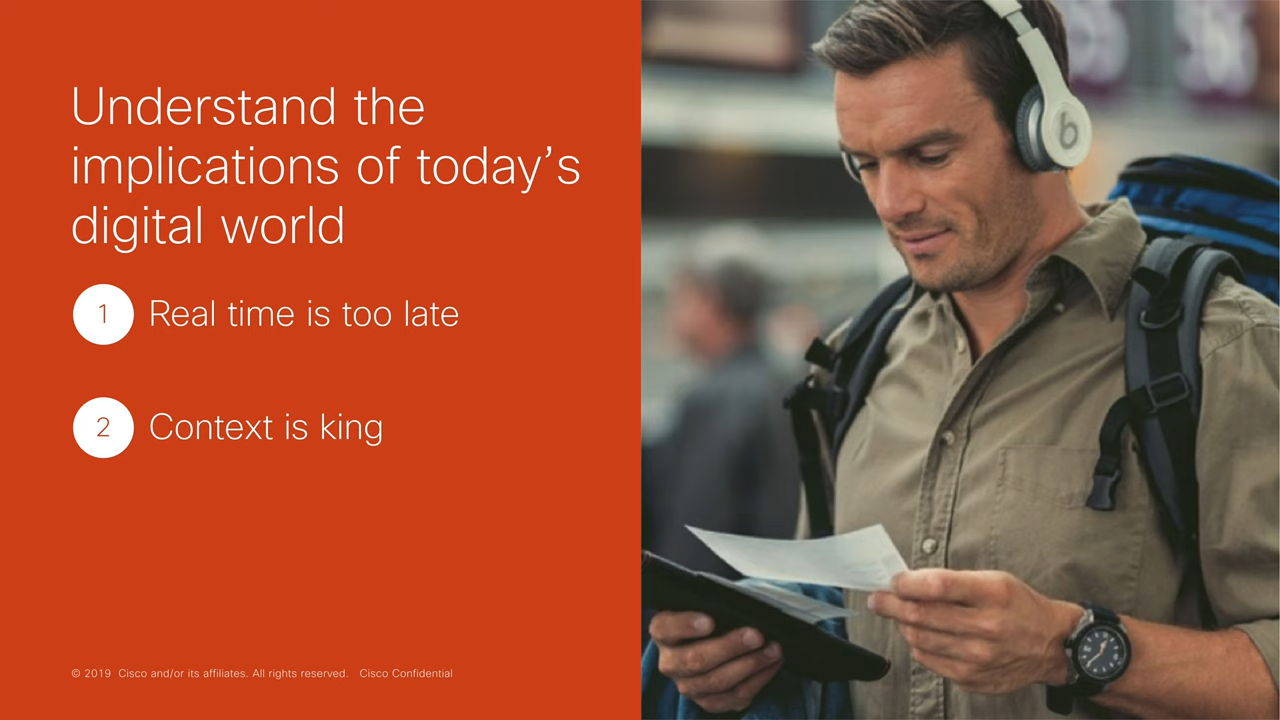 Understand the
implications of today’s
digital world
1 Real time is too late
2 Context is king
© 2019 Cisco and/or its affiliates. All rights reserved. Cisco Confidential
b